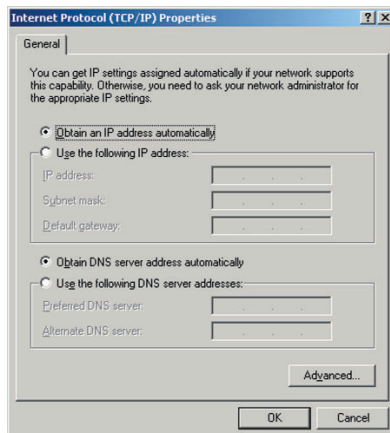 Internet Protocol (TCP/IP) Properties
General
You can get IP settings assigned automatically if your network supports
this capability. Otherwise, you need to ask your network administrator for
the appropriate IP settings.
Obtain an IP address automatically
Use the following IP address:
IP address:
Subnet mask:
Default gateway:
Obtain DNS server address automatically
Use the following DNS server addresses:
Preferred DNS server:
Alternate DNS server:
Advanced...
OK Cancel